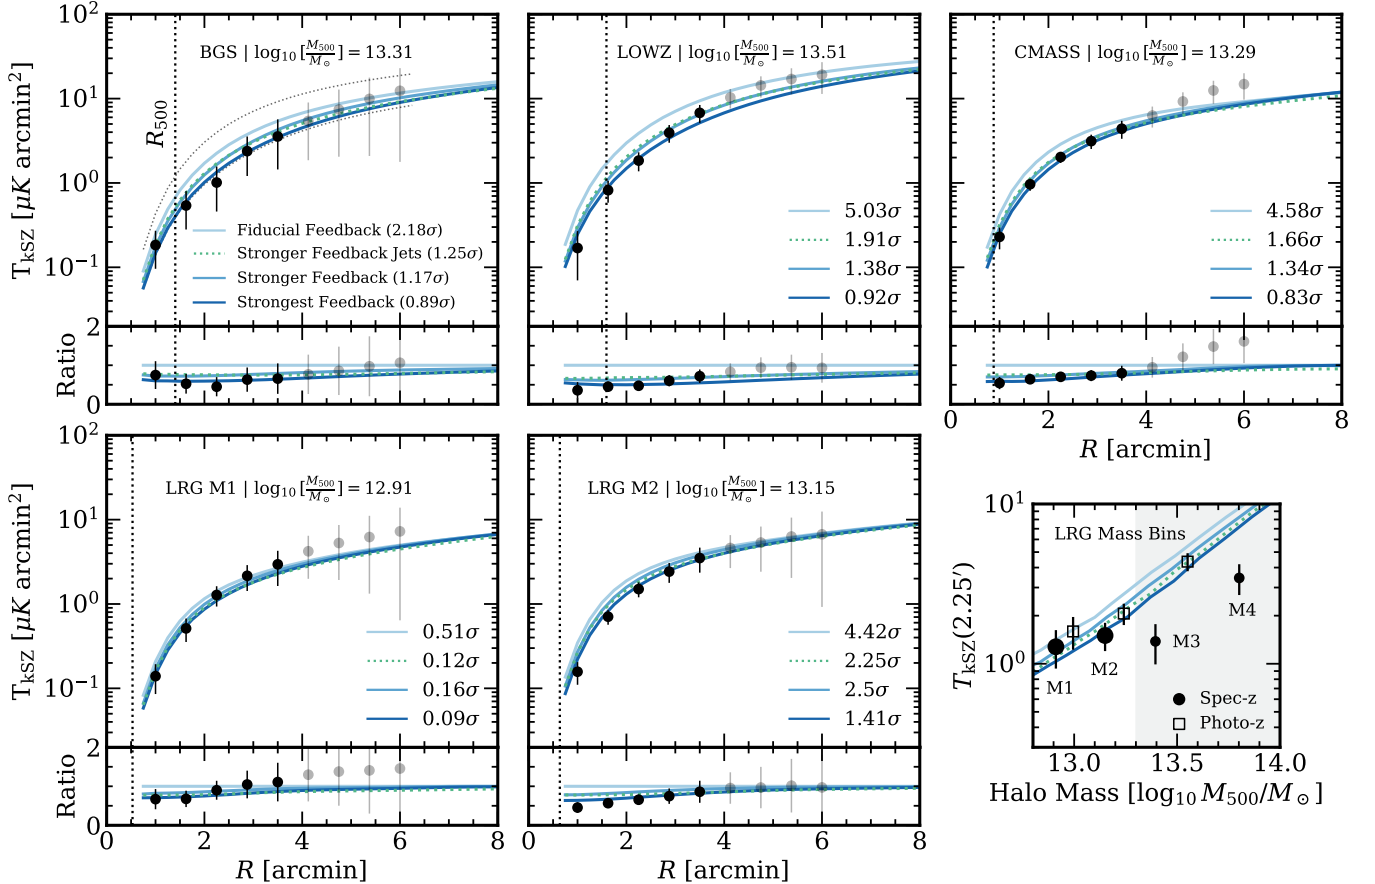 BGS | log₁₀ [M₅₀₀/M☉] = 13.31
LOWZ | log₁₀ [M₅₀₀/M☉] = 13.51
CMASS | log₁₀ [M₅₀₀/M☉] = 13.29
T_kSZ [μK arcmin²]
10²
10¹
10⁰
10⁻¹
R₅₀₀
Fiducial Feedback (2.18σ)
Stronger Feedback Jets (1.25σ)
Stronger Feedback (1.17σ)
Strongest Feedback (0.89σ)
5.03σ
1.91σ
1.38σ
0.92σ
4.58σ
1.66σ
1.34σ
0.83σ
Ratio
2
0
0 2 4 6 8
R [arcmin]
LRG M1 | log₁₀ [M₅₀₀/M☉] = 12.91
LRG M2 | log₁₀ [M₅₀₀/M☉] = 13.15
T_kSZ [μK arcmin²]
10²
10¹
10⁰
10⁻¹
0.51σ
0.12σ
0.16σ
0.09σ
4.42σ
2.25σ
2.5σ
1.41σ
Ratio
2
0
0 2 4 6 8
R [arcmin]
0 2 4 6 8
R [arcmin]
T_kSZ(2.25′)
10¹
10⁰
LRG Mass Bins
M1
M2
M3
M4
Spec-z
Photo-z
13.0 13.5 14.0
Halo Mass [log₁₀ M₅₀₀/M☉]